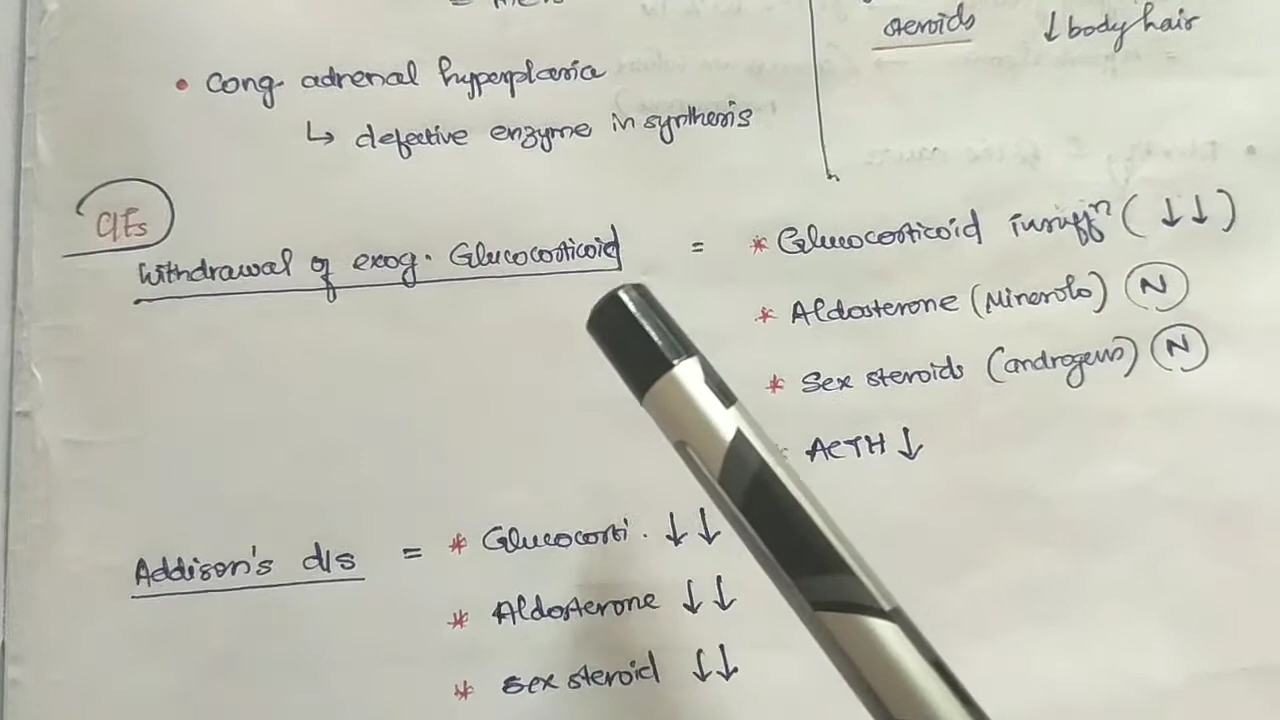 steroids ↓ body hair
• Cong. adrenal hyperplasia
↳ defective enzyme in synthesis
C/Fs
Withdrawal of exog. Glucocorticoid = * Glucocorticoid insuffⁿ (↓↓)
* Aldosterone (Minerolo) N
* Sex steroids (androgens) N
* ACTH ↓
Addison's d/s = * Glucocorti. ↓↓
* Aldosterone ↓↓
* Sex steroid ↓↓